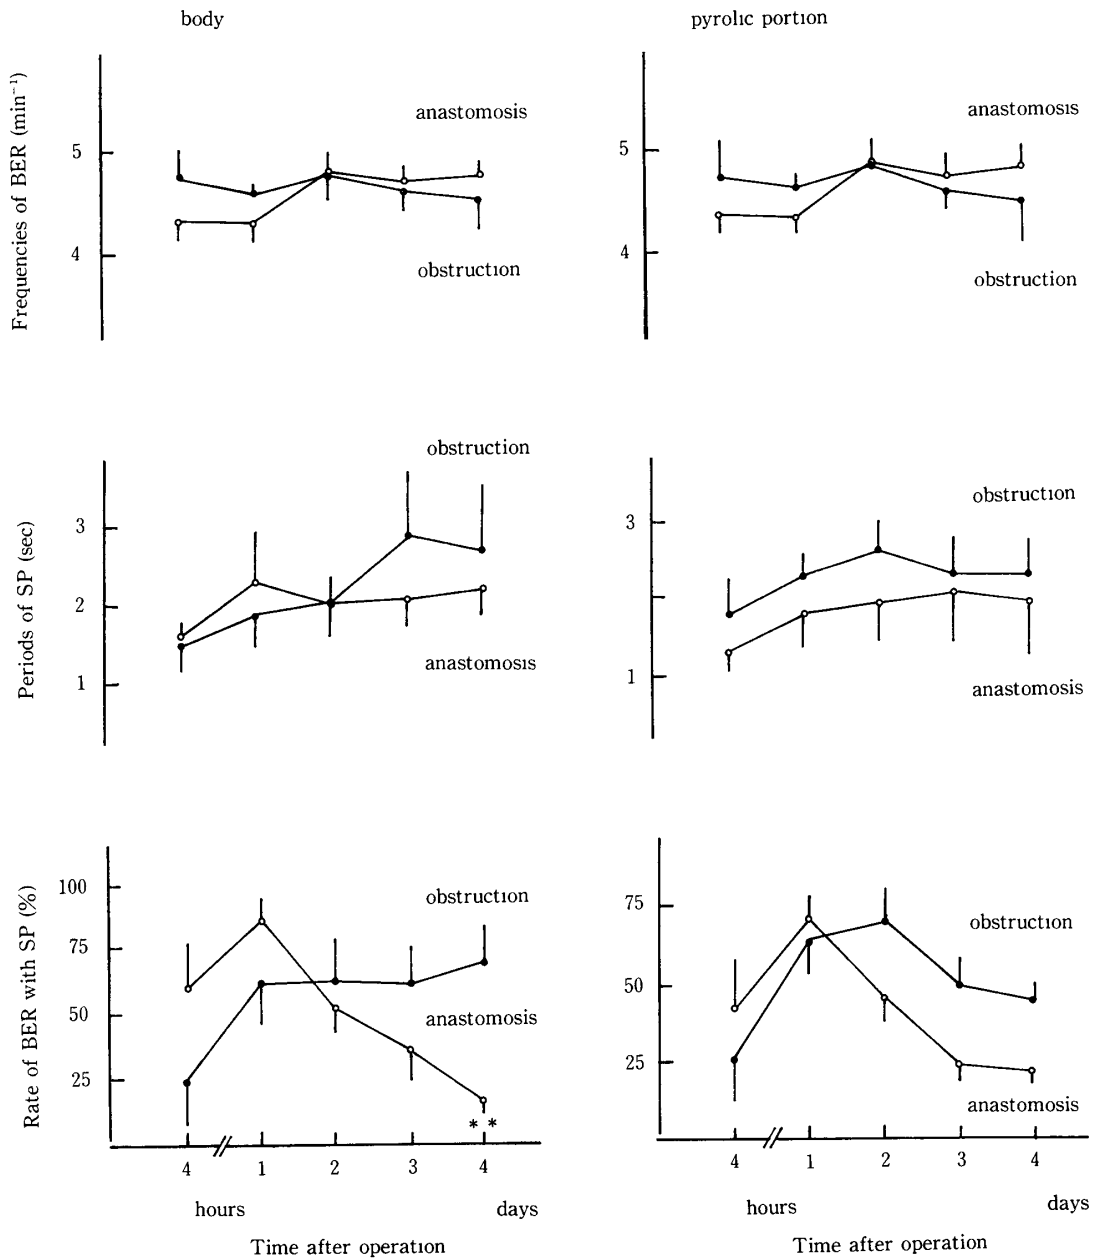 body
pyrolic portion
Frequencies of BER (min⁻¹)
5
4
anastomosis
obstruction
5
4
anastomosis
obstruction
Periods of SP (sec)
3
2
1
obstruction
anastomosis
3
2
1
obstruction
anastomosis
Rate of BER with SP (%)
100
75
50
25
obstruction
anastomosis
* *
4 1 2 3 4
hours days
Time after operation
75
50
25
obstruction
anastomosis
4 1 2 3 4
hours days
Time after operation